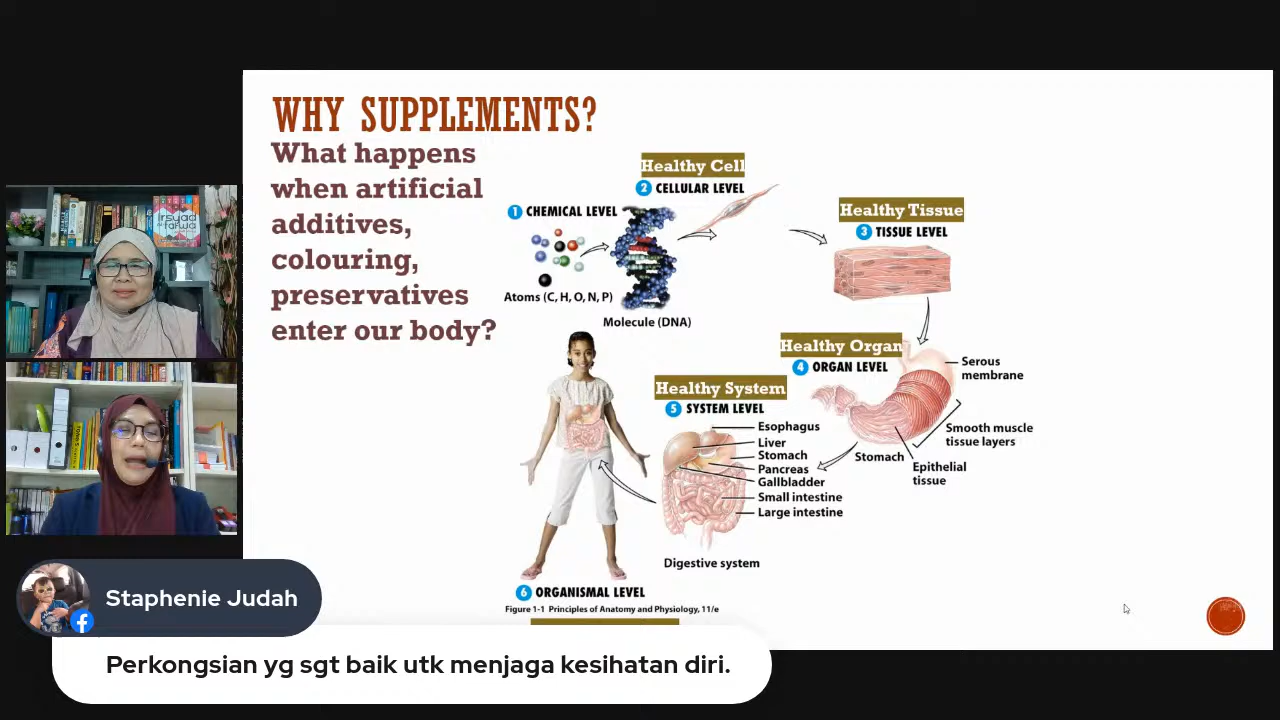 WHY SUPPLEMENTS?
What happens
when artificial
additives,
colouring,
preservatives
enter our body?
Healthy Cell
2 CELLULAR LEVEL
1 CHEMICAL LEVEL
Atoms (C, H, O, N, P)
Molecule (DNA)
Healthy Tissue
3 TISSUE LEVEL
Healthy Organ
4 ORGAN LEVEL
Serous
membrane
Smooth muscle
tissue layers
Stomach
Epithelial
tissue
Healthy System
5 SYSTEM LEVEL
Esophagus
Liver
Stomach
Pancreas
Gallbladder
Small intestine
Large intestine
Digestive system
6 ORGANISMAL LEVEL
Figure 1-1 Principles of Anatomy and Physiology, 11/e
Staphenie Judah
Perkongsian yg sgt baik utk menjaga kesihatan diri.